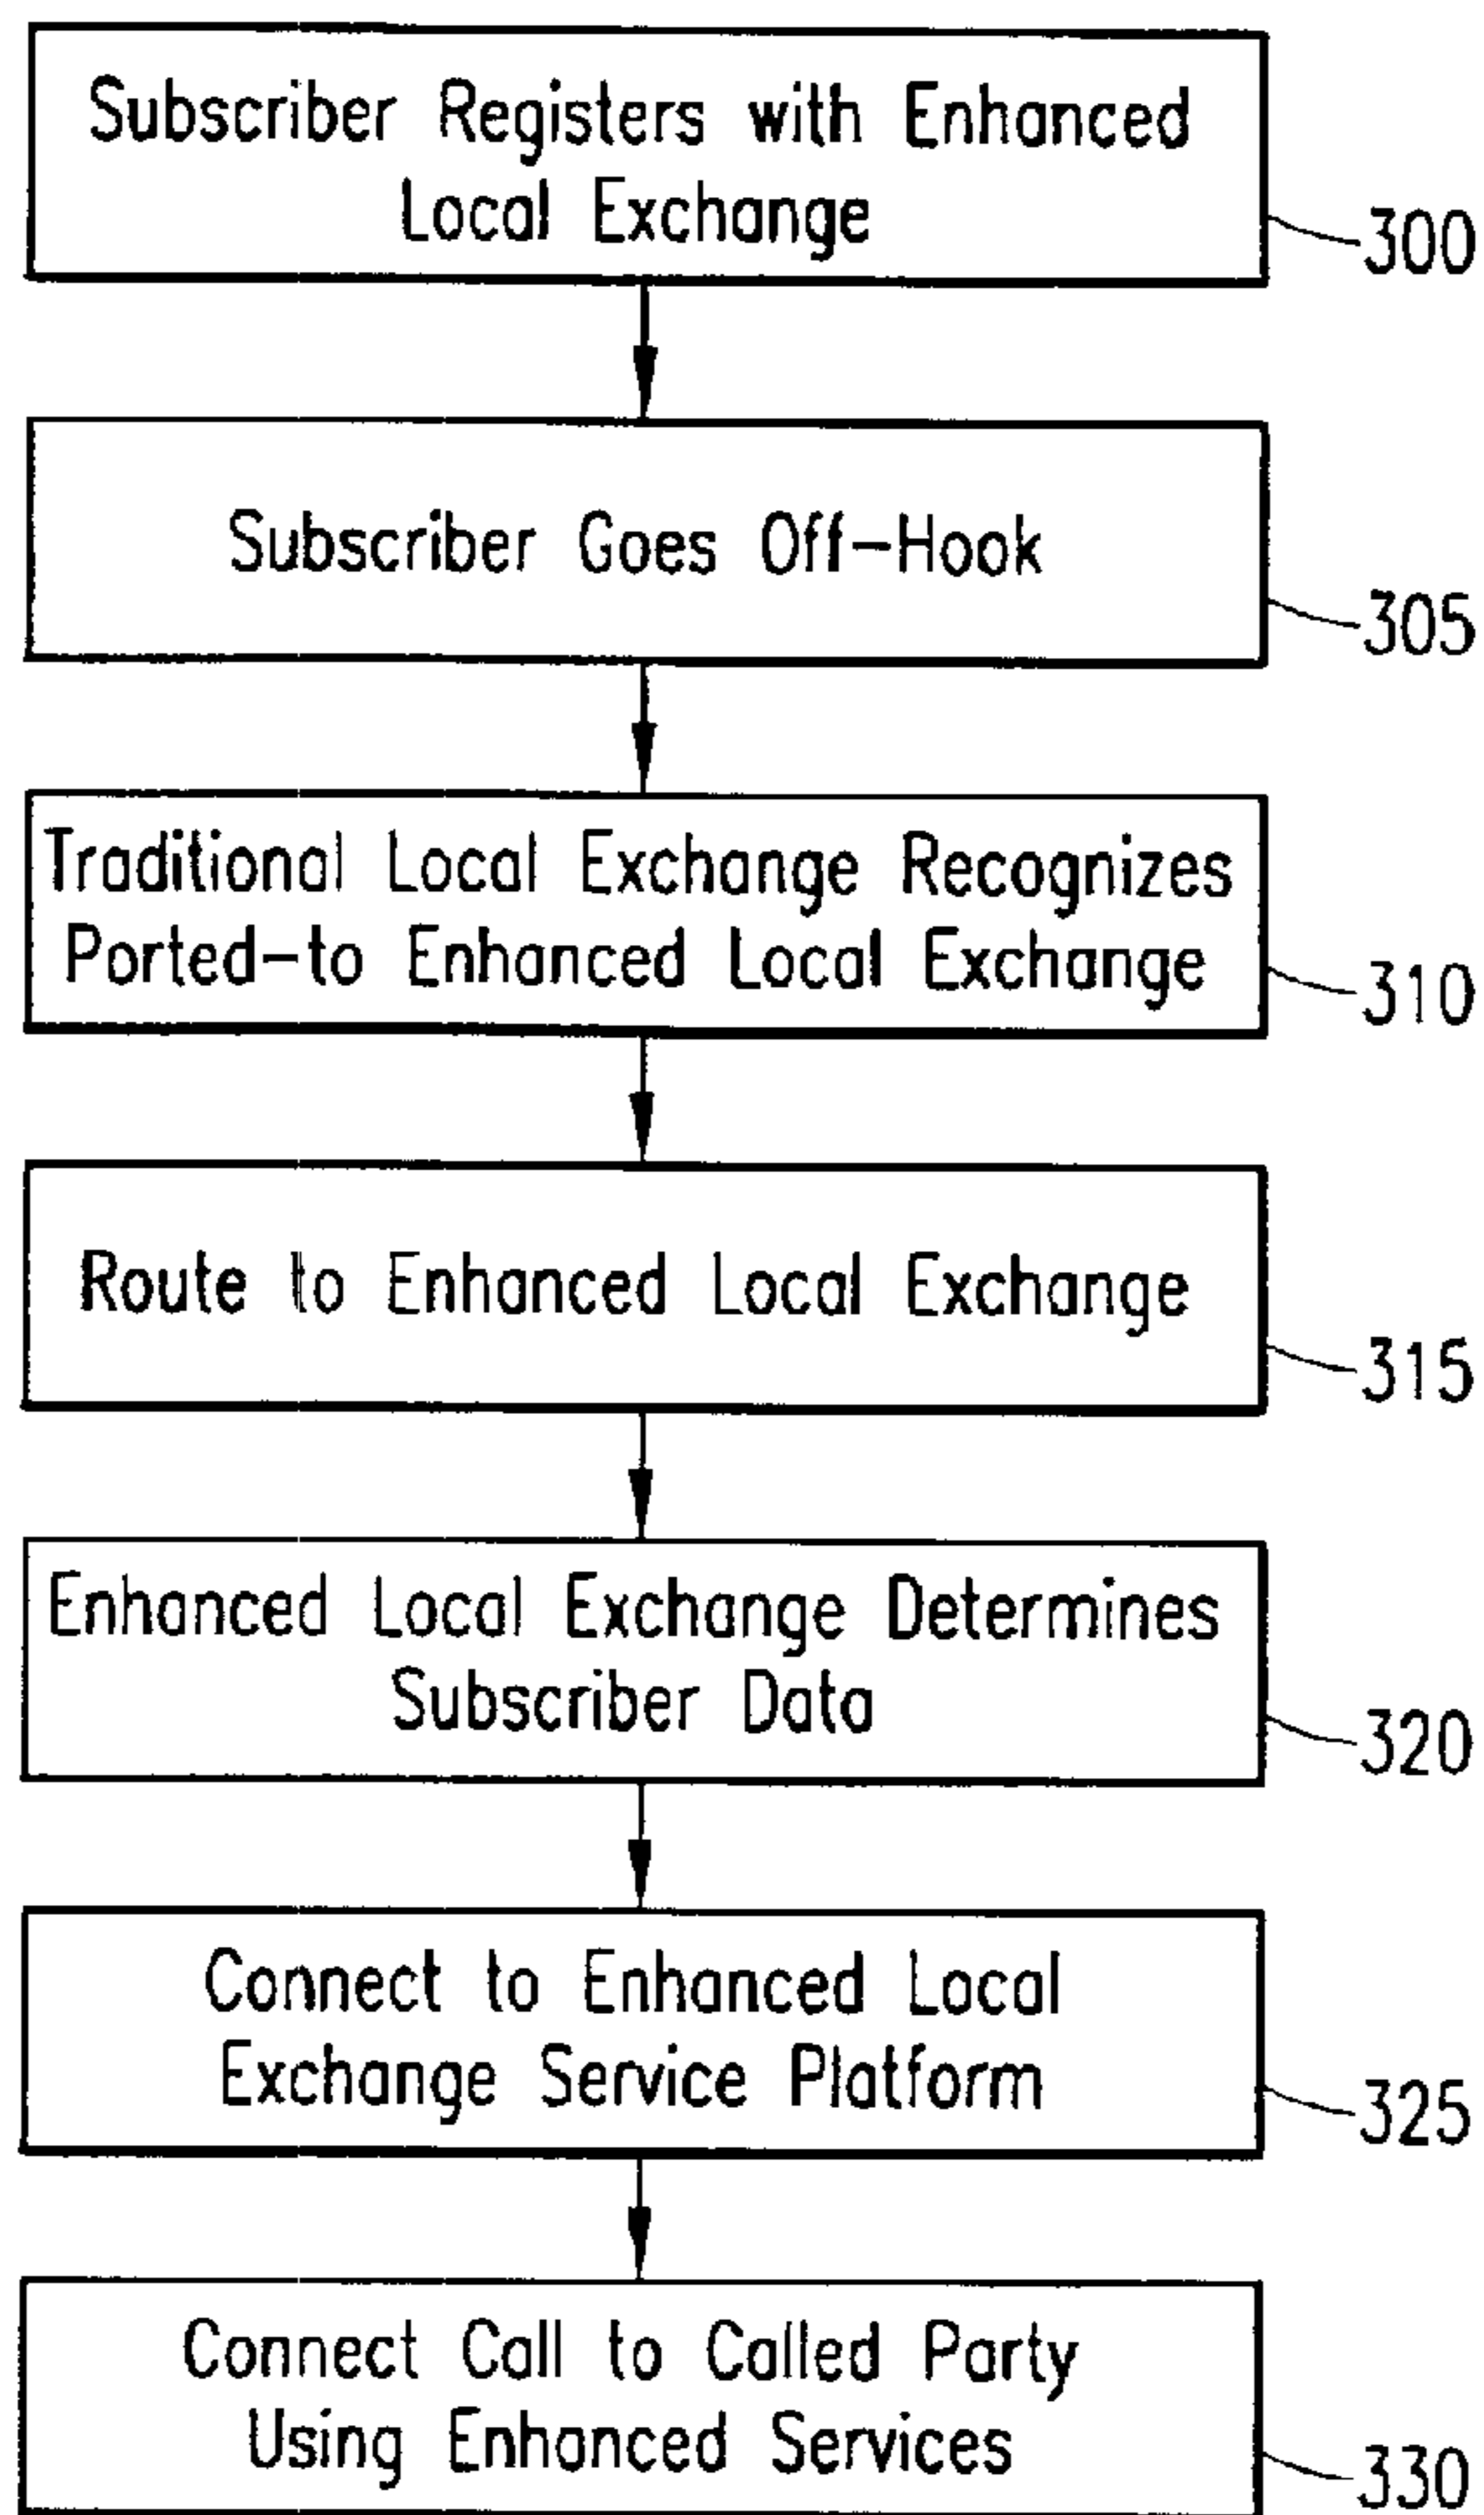 Subscriber Registers with Enhanced
Local Exchange
300
Subscriber Goes Off-Hook
305
Traditional Local Exchange Recognizes
Ported-to Enhanced Local Exchange
310
Route to Enhanced Local Exchange
315
Enhanced Local Exchange Determines
Subscriber Data
320
Connect to Enhanced Local
Exchange Service Platform
325
Connect Call to Called Party
Using Enhanced Services
330